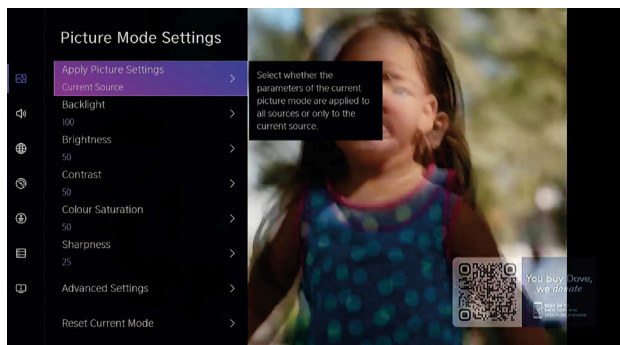 Picture Mode Settings
Apply Picture Settings
Current Source
Select whether the
parameters of the current
picture mode are applied to
all sources or only to the
current source.
Backlight
100
Brightness
50
Contrast
50
Colour Saturation
50
Sharpness
25
Advanced Settings
Reset Current Mode
You buy Dove,
we donate